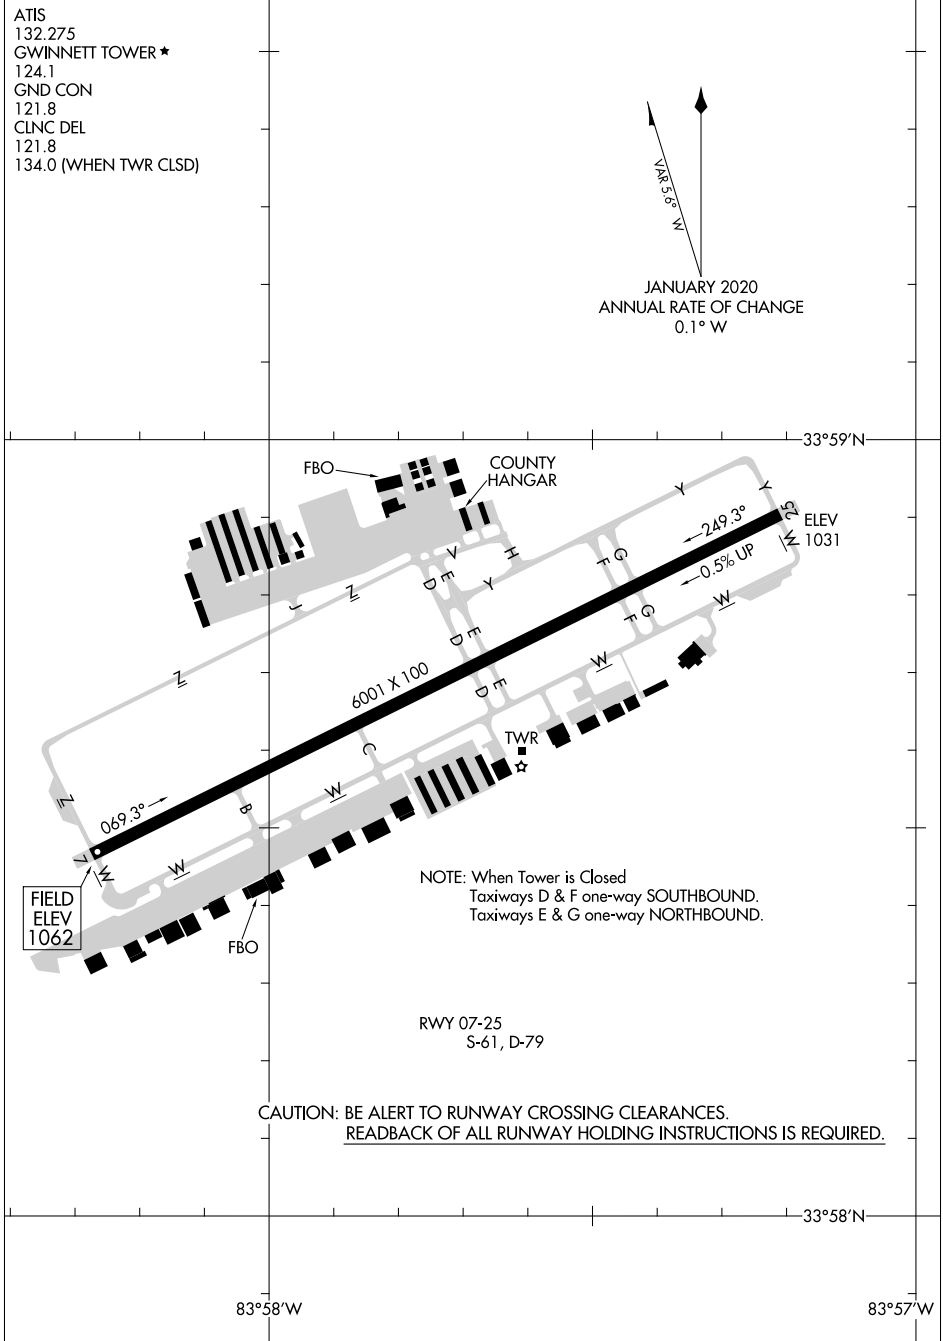 ATIS
132.275
GWINNETT TOWER ★
124.1
GND CON
121.8
CLNC DEL
121.8
134.0 (WHEN TWR CLSD)
VAR 5.6° W
JANUARY 2020
ANNUAL RATE OF CHANGE
0.1° W
33°59'N
FBO
COUNTY
HANGAR
Y
Y
25
ELEV
1031
249.3°
0.5% UP
W
W
A
H
E
D
Y
G
F
G
F
J
Z
Z
E
D
E
D
W
6001 X 100
C
TWR
Z
W
B
069.3°
7
W
W
FIELD
ELEV
1062
FBO
NOTE: When Tower is Closed
Taxiways D & F one-way SOUTHBOUND.
Taxiways E & G one-way NORTHBOUND.
RWY 07-25
S-61, D-79
CAUTION: BE ALERT TO RUNWAY CROSSING CLEARANCES.
READBACK OF ALL RUNWAY HOLDING INSTRUCTIONS IS REQUIRED.
33°58'N
83°58'W
83°57'W